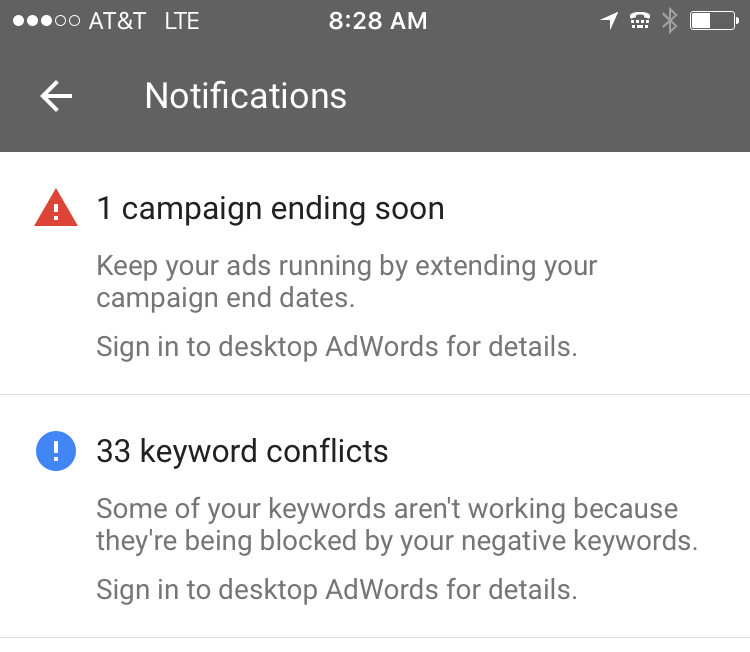 AT&T LTE 8:28 AM
Notifications
1 campaign ending soon
Keep your ads running by extending your
campaign end dates.
Sign in to desktop AdWords for details.
33 keyword conflicts
Some of your keywords aren't working because
they're being blocked by your negative keywords.
Sign in to desktop AdWords for details.